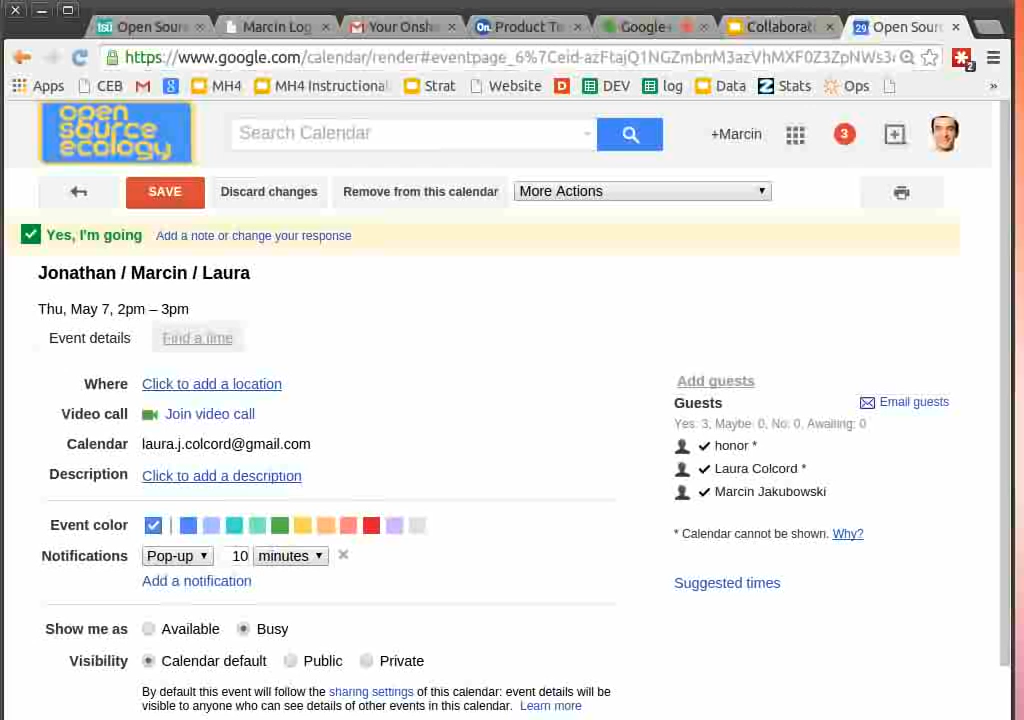 Open Sour
Marcin Log
Your Onsh
Product Te
Google+
Collaborat
Open Sour
https://www.google.com/calendar/render#eventpage_6%7Ceid-
Apps CEB MH4 MH4 Instructional Strat Website DEV log Data Stats Ops »
open
source
ecology
Search Calendar
+Marcin
3
SAVE
Discard changes
Remove from this calendar
More Actions
Yes, I'm going Add a note or change your response
Jonathan / Marcin / Laura
Thu, May 7, 2pm – 3pm
Event details Find a time
Where Click to add a location
Video call Join video call
Calendar laura.j.colcord@gmail.com
Description Click to add a description
Event color
Notifications Pop-up 10 minutes
Add a notification
Show me as Available Busy
Visibility Calendar default Public Private
By default this event will follow the sharing settings of this calendar: event details will be
visible to anyone who can see details of other events in this calendar. Learn more
Add guests
Guests Email guests
Yes: 3, Maybe: 0, No: 0, Awaiting: 0
honor *
Laura Colcord *
Marcin Jakubowski
* Calendar cannot be shown. Why?
Suggested times